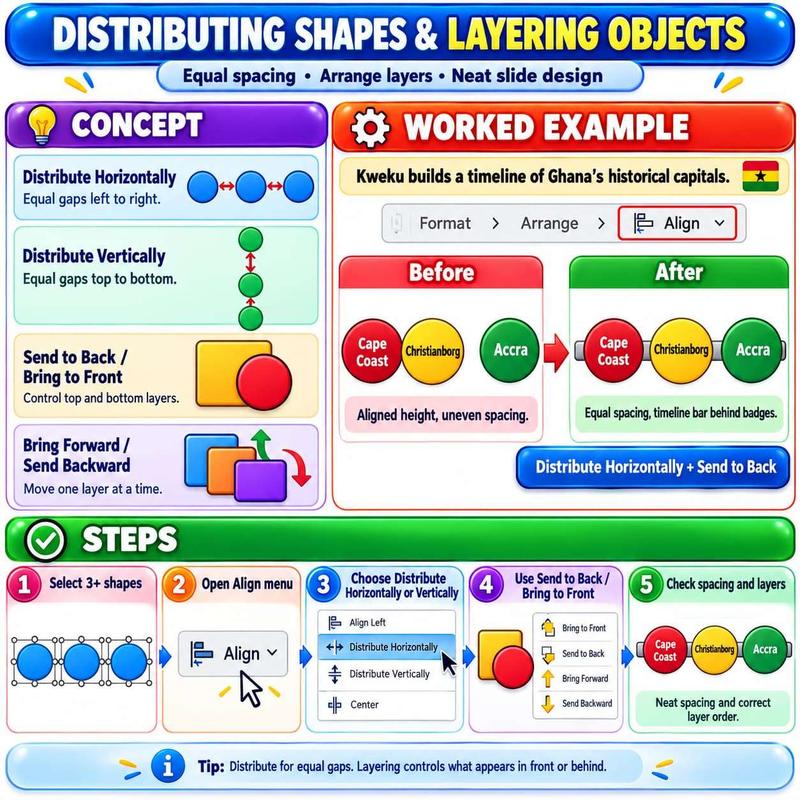 DISTRIBUTING SHAPES & LAYERING OBJECTS
Equal spacing • Arrange layers • Neat slide design
CONCEPT
Distribute Horizontally
Equal gaps left to right.
Distribute Vertically
Equal gaps top to bottom.
Send to Back /
Bring to Front
Control top and bottom layers.
Bring Forward /
Send Backward
Move one layer at a time.
WORKED EXAMPLE
Kweku builds a timeline of Ghana's historical capitals.
Format > Arrange > Align
Before
Cape
Coast
Christianborg
Accra
Aligned height, uneven spacing.
After
Cape
Coast
Christianborg
Accra
Equal spacing, timeline bar behind badges.
Distribute Horizontally + Send to Back
STEPS
1 Select 3+ shapes
2 Open Align menu
Align
3 Choose Distribute
Horizontally or Vertically
Align Left
Distribute Horizontally
Distribute Vertically
Center
4 Use Send to Back /
Bring to Front
Bring to Front
Send to Back
Bring Forward
Send Backward
5 Check spacing and layers
Cape
Coast
Christianborg
Accra
Neat spacing and correct
layer order.
i Tip: Distribute for equal gaps. Layering controls what appears in front or behind.